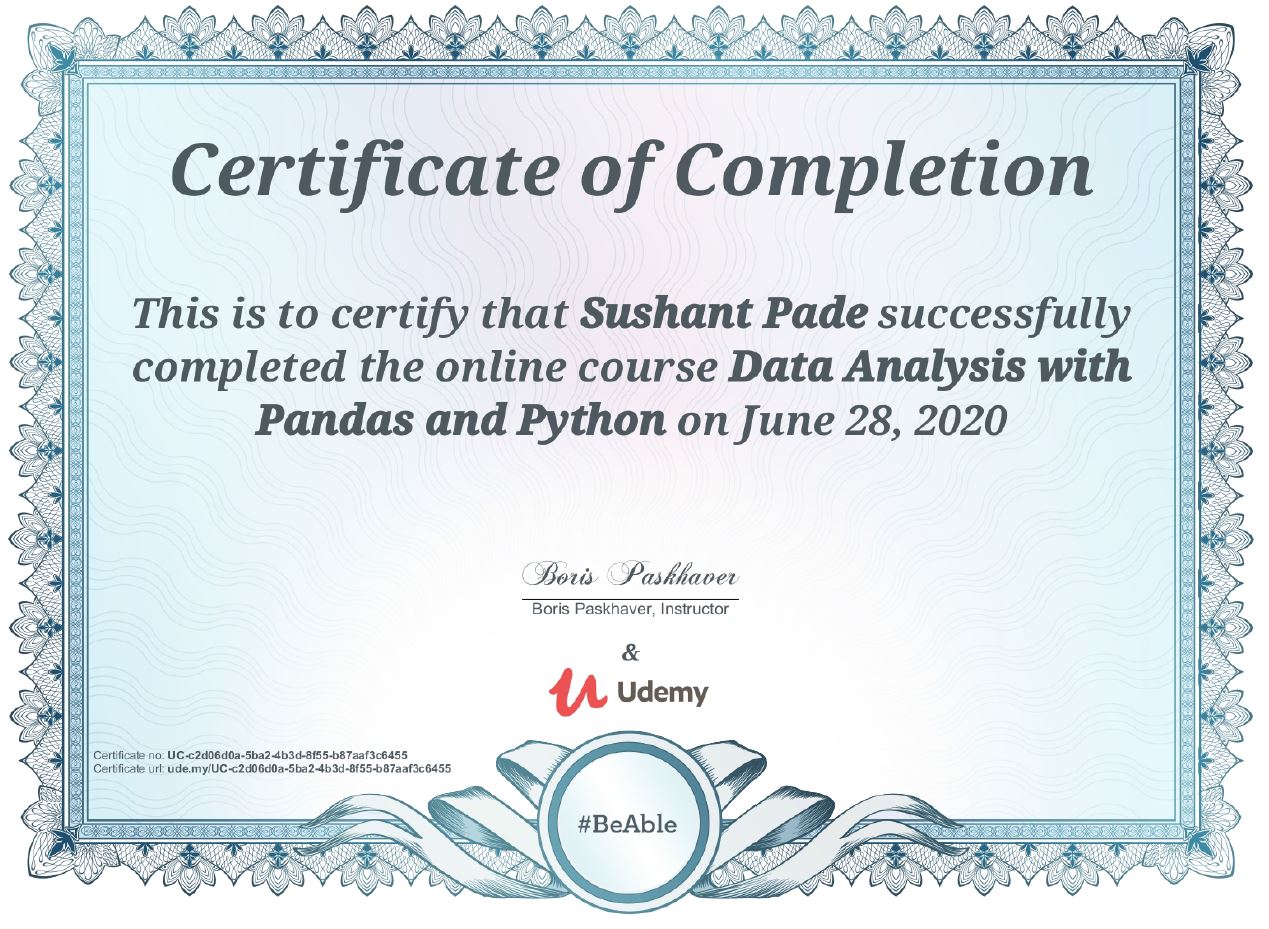 Certificate of Completion
This is to certify that Sushant Pade successfully
completed the online course Data Analysis with
Pandas and Python on June 28, 2020
Boris Paskhaver
Boris Paskhaver, Instructor
&
Udemy
Certificate no: UC-c2d06d0a-5ba2-4b3d-8f55-b87aaf3c6455
Certificate url: ude.my/UC-c2d06d0a-5ba2-4b3d-8f55-b87aaf3c6455
#BeAble